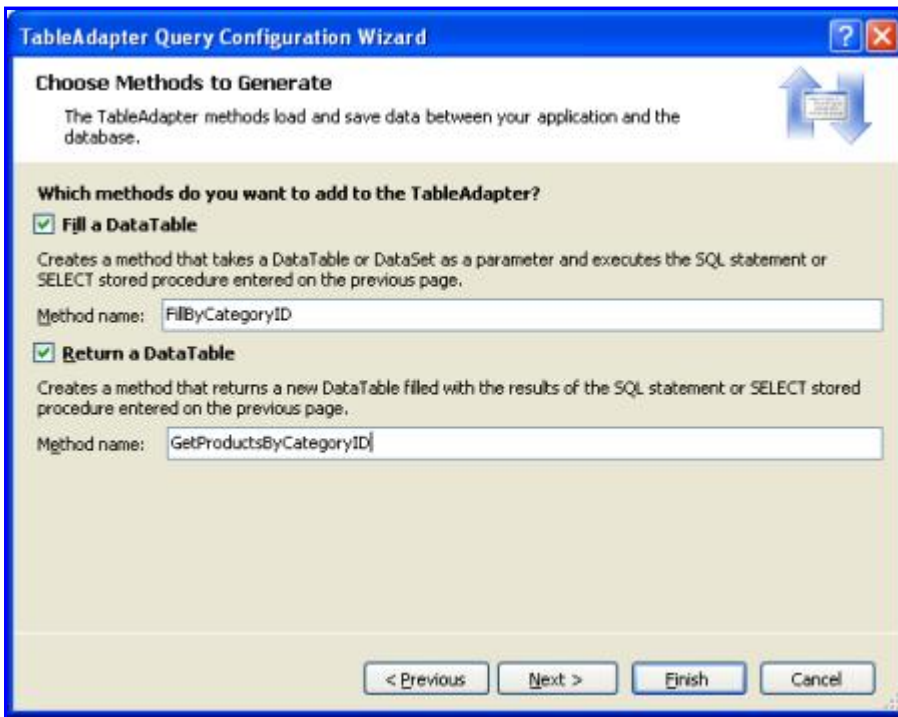 TableAdapter Query Configuration Wizard
Choose Methods to Generate
The TableAdapter methods load and save data between your application and the
database.
Which methods do you want to add to the TableAdapter?
Fill a DataTable
Creates a method that takes a DataTable or DataSet as a parameter and executes the SQL statement or
SELECT stored procedure entered on the previous page.
Method name: FillByCategoryID
Return a DataTable
Creates a method that returns a new DataTable filled with the results of the SQL statement or SELECT stored
procedure entered on the previous page.
Method name: GetProductsByCategoryID
< Previous Next > Finish Cancel